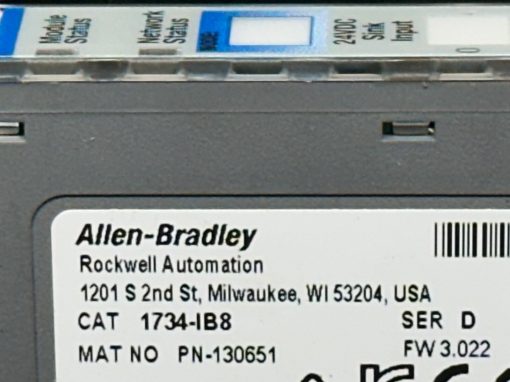 Module
Status
Network
Status
NODE
24VDC
Sink
Input
0
Allen-Bradley
Rockwell Automation
1201 S 2nd St, Milwaukee, WI 53204, USA
CAT 1734-IB8 SER D
MAT NO PN-130651 FW 3.022